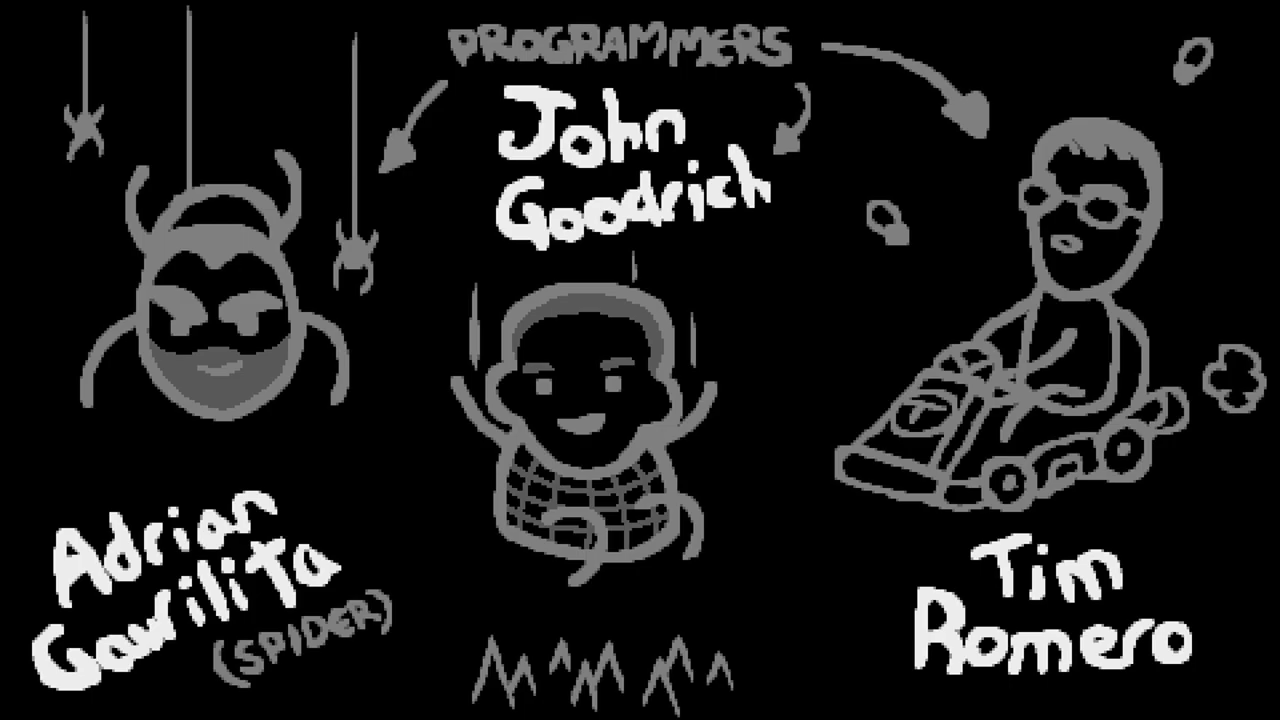 PROGRAMMERS
John
Goodrich
Adrian
Gavrilita
(SPIDER)
Tim
Romero
T